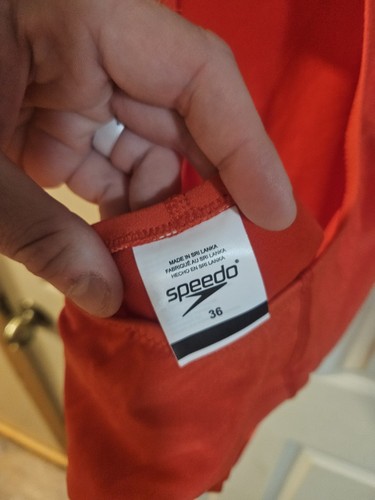 MADE IN SRI LANKA
FABRIQUÉ AU SRI LANKA
HECHO EN SRI LANKA
speedo
36